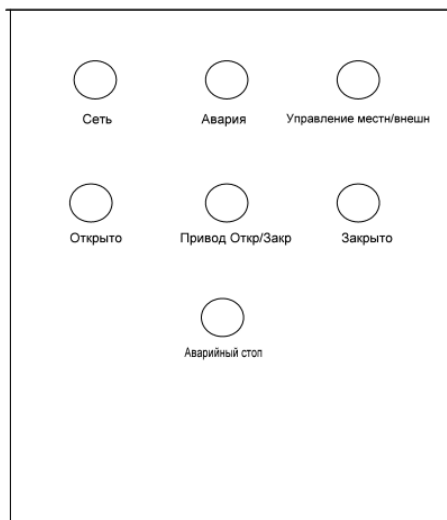 Сеть
Авария
Управление местн/внешн
Открыто
Привод Откр/Закр
Закрыто
Аварийный стоп